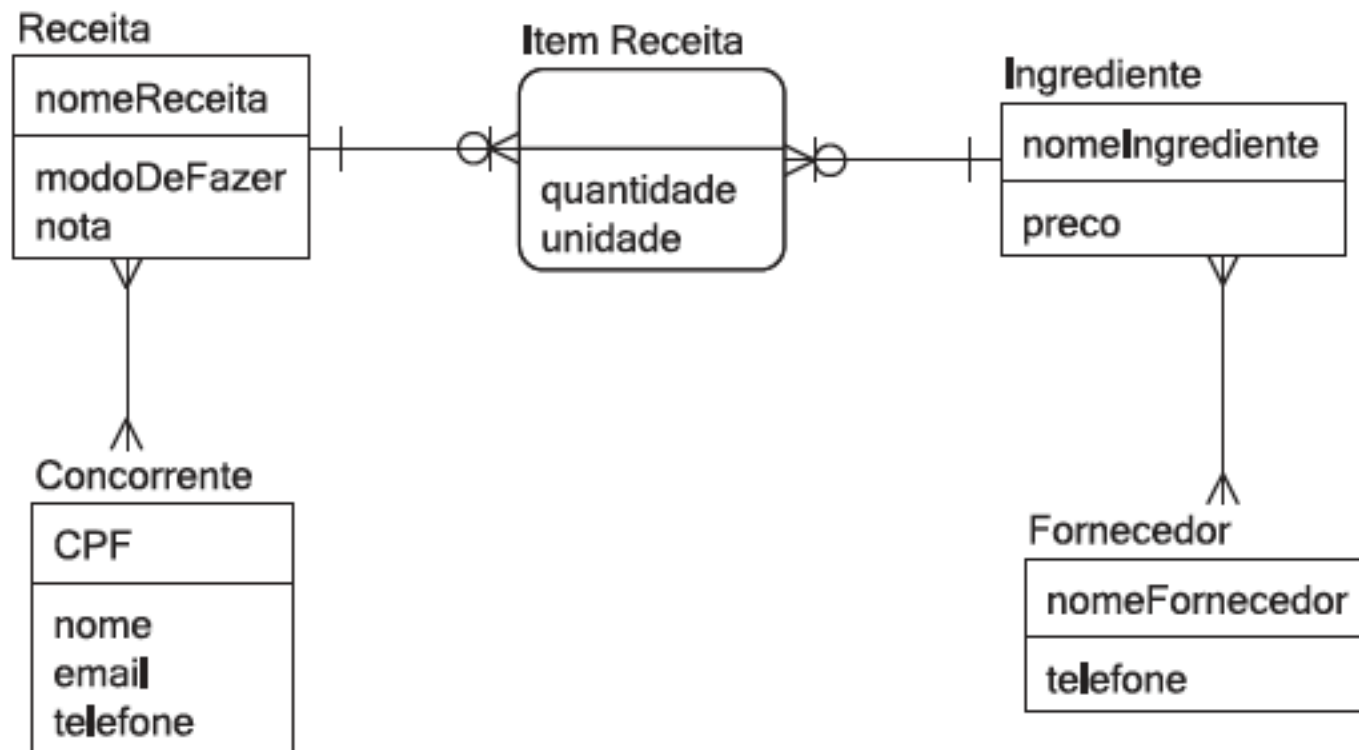 Receita
nomeReceita
modoDeFazer
nota
Item Receita
quantidade
unidade
Ingrediente
nomeIngrediente
preco
Concorrente
CPF
nome
email
telefone
Fornecedor
nomeFornecedor
telefone